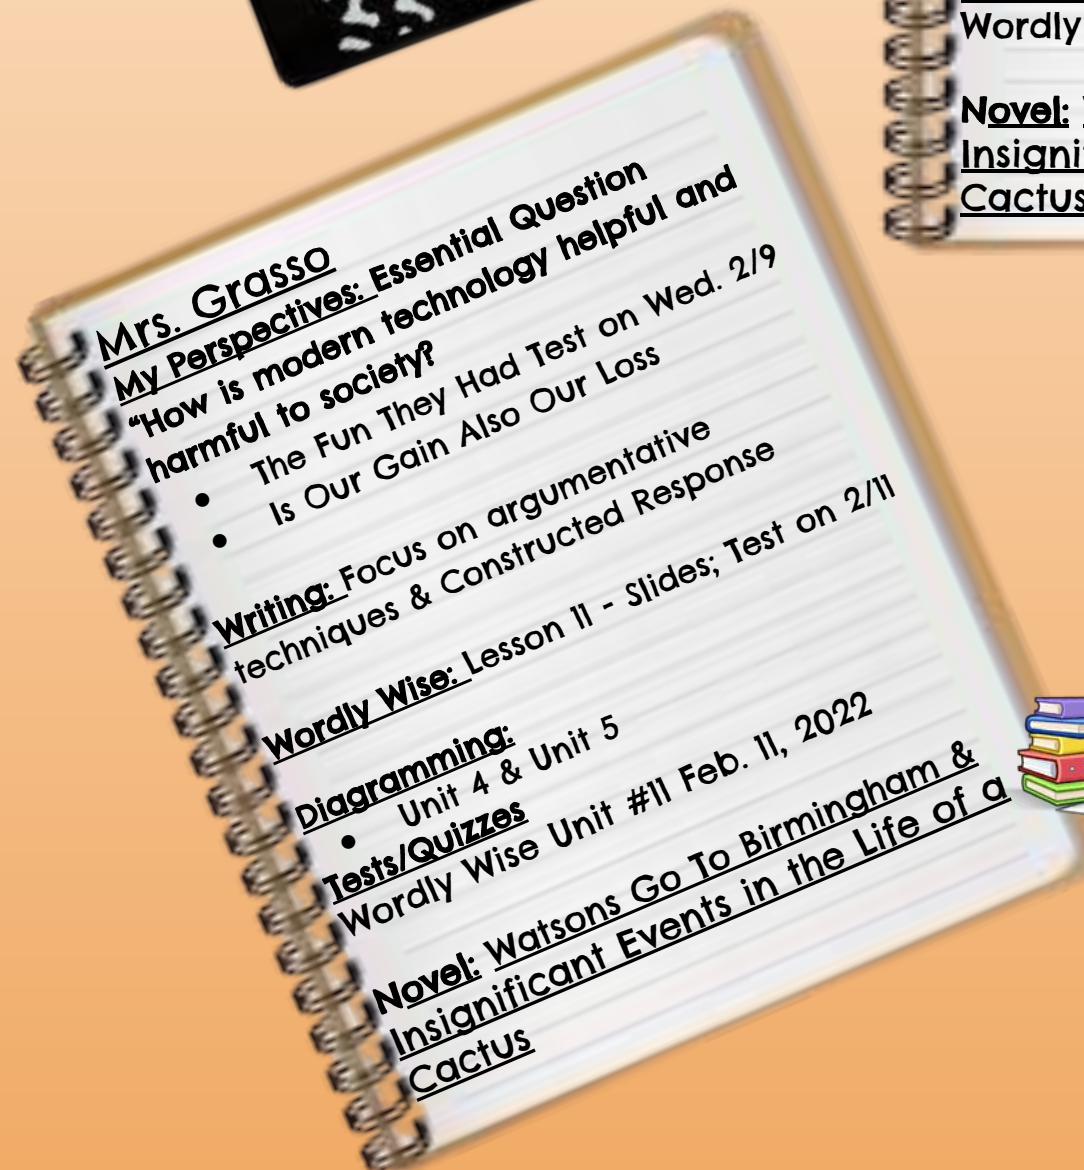 Mrs. Grasso
My Perspectives: Essential Question
“How is modern technology helpful and
harmful to society?
• The Fun They Had Test on Wed. 2/9
• Is Our Gain Also Our Loss
Writing: Focus on argumentative
techniques & Constructed Response
Wordly Wise: Lesson 11 - Slides; Test on 2/11
Diagramming:
• Unit 4 & Unit 5
Tests/Quizzes
Wordly Wise Unit #11 Feb. 11, 2022
Novel: Watsons Go To Birmingham &
Insignificant Events in the Life of a
Cactus
Wordly
Novel:
Insigni
Cactus